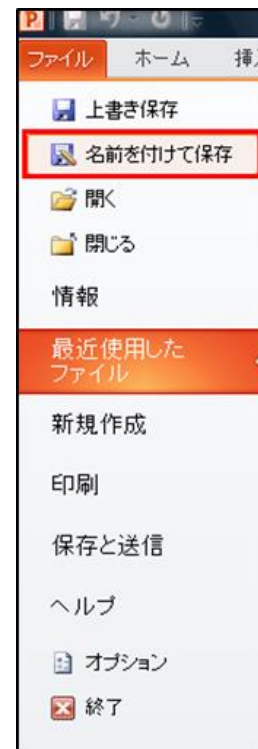 P
ファイル ホーム 挿
上書き保存
名前を付けて保存
開く
閉じる
情報
最近使用した
ファイル
新規作成
印刷
保存と送信
ヘルプ
オプション
終了